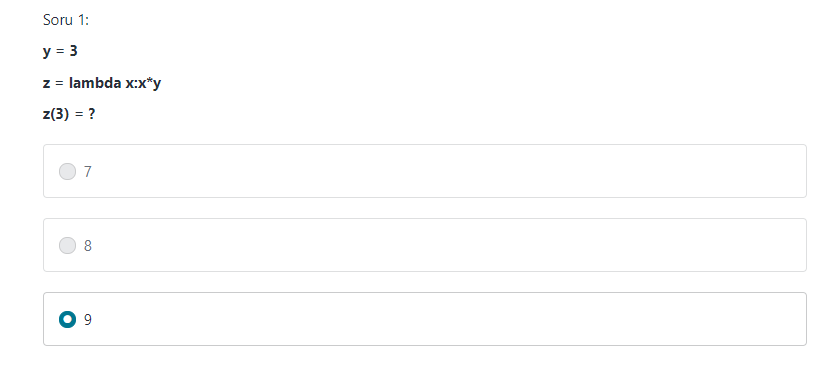 Soru 1:
y = 3
z = lambda x:x*y
z(3) = ?
7
8
9